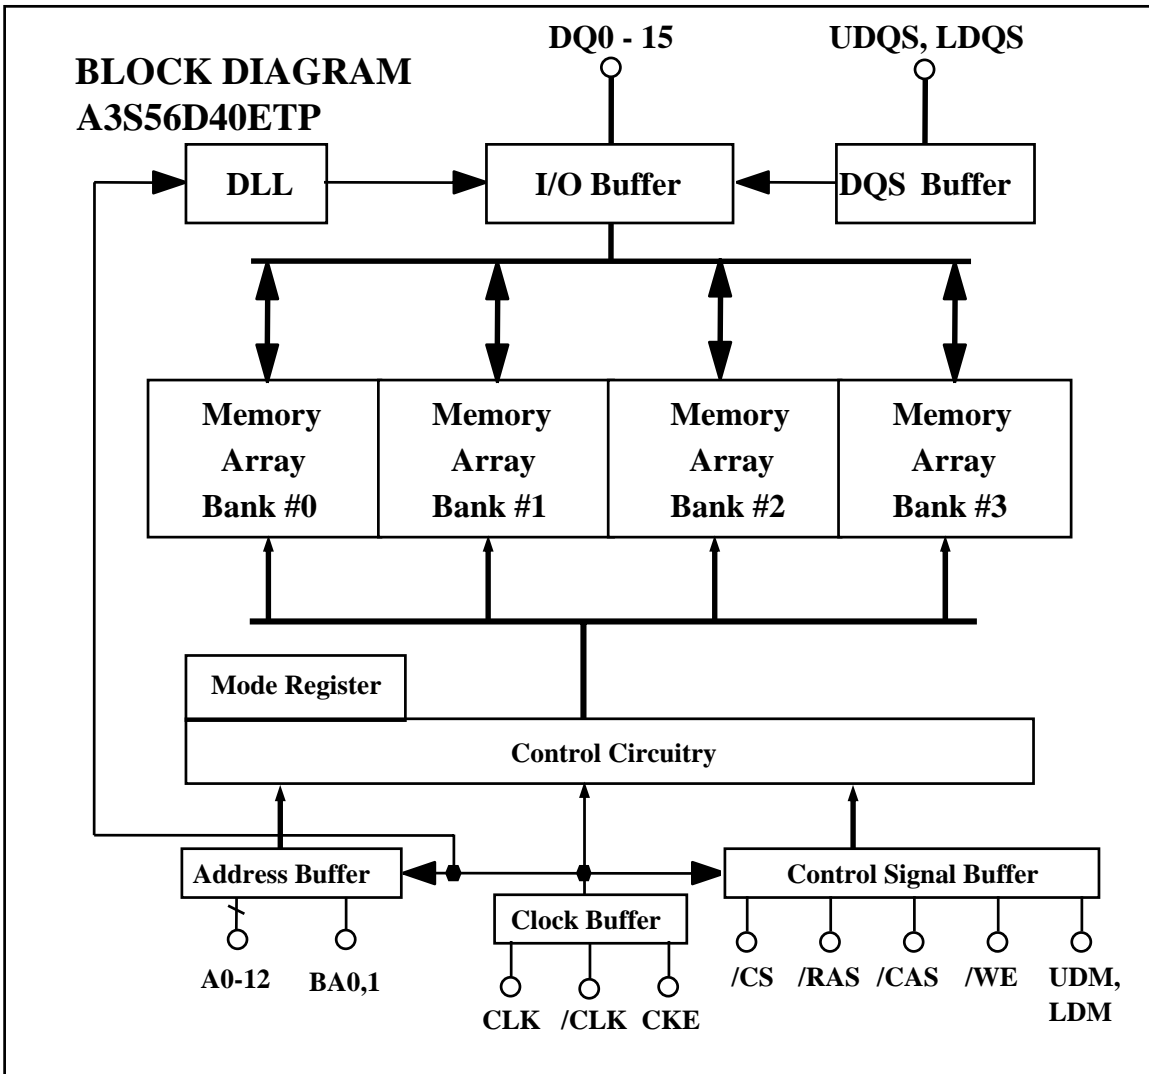 DQ0 - 15
UDQS, LDQS
BLOCK DIAGRAM
A3S56D40ETP
DLL
I/O Buffer
DQS Buffer
Memory
Array
Bank #0
Memory
Array
Bank #1
Memory
Array
Bank #2
Memory
Array
Bank #3
Mode Register
Control Circuitry
Address Buffer
Control Signal Buffer
Clock Buffer
A0-12
BA0,1
CLK
/CLK
CKE
/CS
/RAS
/CAS
/WE
UDM,
LDM